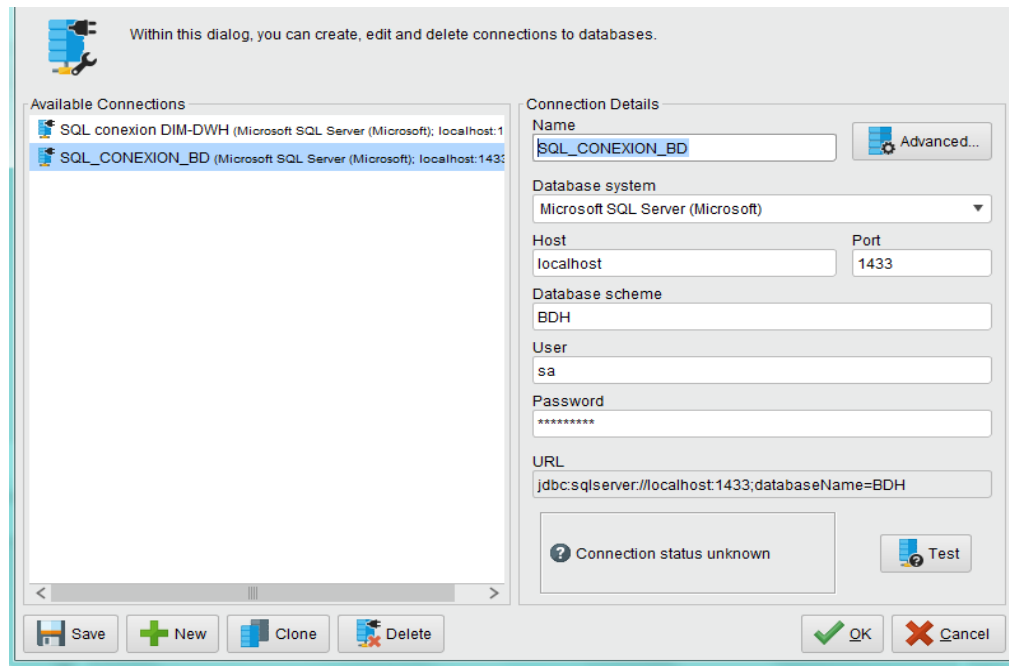 Within this dialog, you can create, edit and delete connections to databases.
Available Connections
SQL conexion DIM-DWH (Microsoft SQL Server (Microsoft); localhost:1
SQL_CONEXION_BD (Microsoft SQL Server (Microsoft); localhost:1433
Connection Details
Name
SQL_CONEXION_BD
Advanced...
Database system
Microsoft SQL Server (Microsoft)
Host
Port
localhost
1433
Database scheme
BDH
User
sa
Password
*********
URL
jdbc:sqlserver://localhost:1433;databaseName=BDH
Connection status unknown
Test
Save
New
Clone
Delete
OK
Cancel